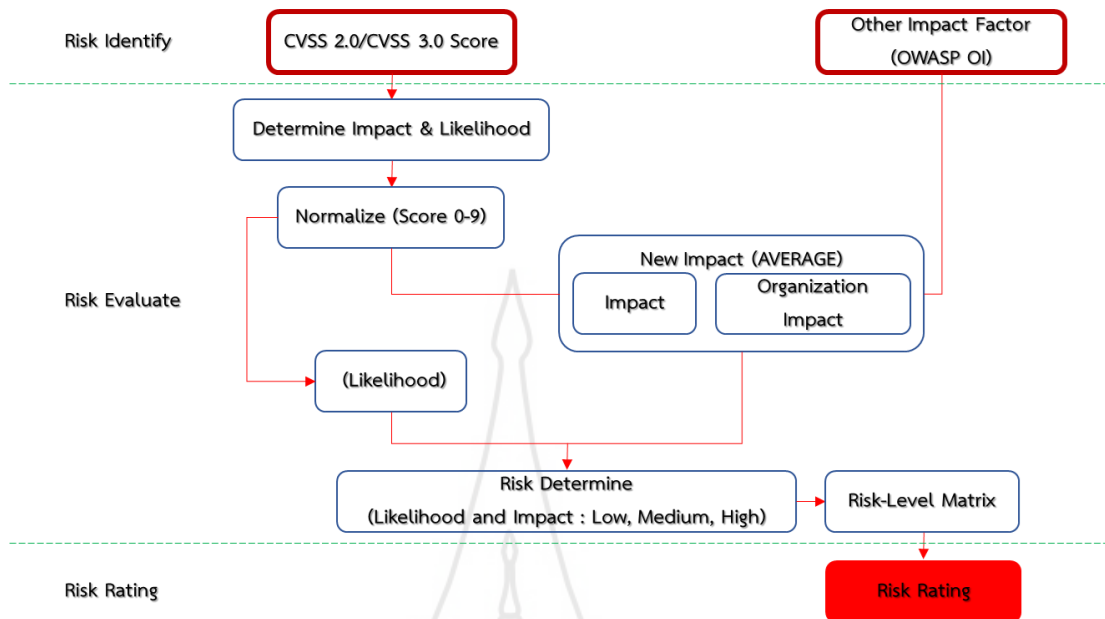 Risk Identify
CVSS 2.0/CVSS 3.0 Score
Other Impact Factor
(OWASP OI)
Determine Impact & Likelihood
Normalize (Score 0-9)
New Impact (AVERAGE)
Impact
Organization
Impact
Risk Evaluate
(Likelihood)
Risk Determine
(Likelihood and Impact : Low, Medium, High)
Risk-Level Matrix
Risk Rating
Risk Rating